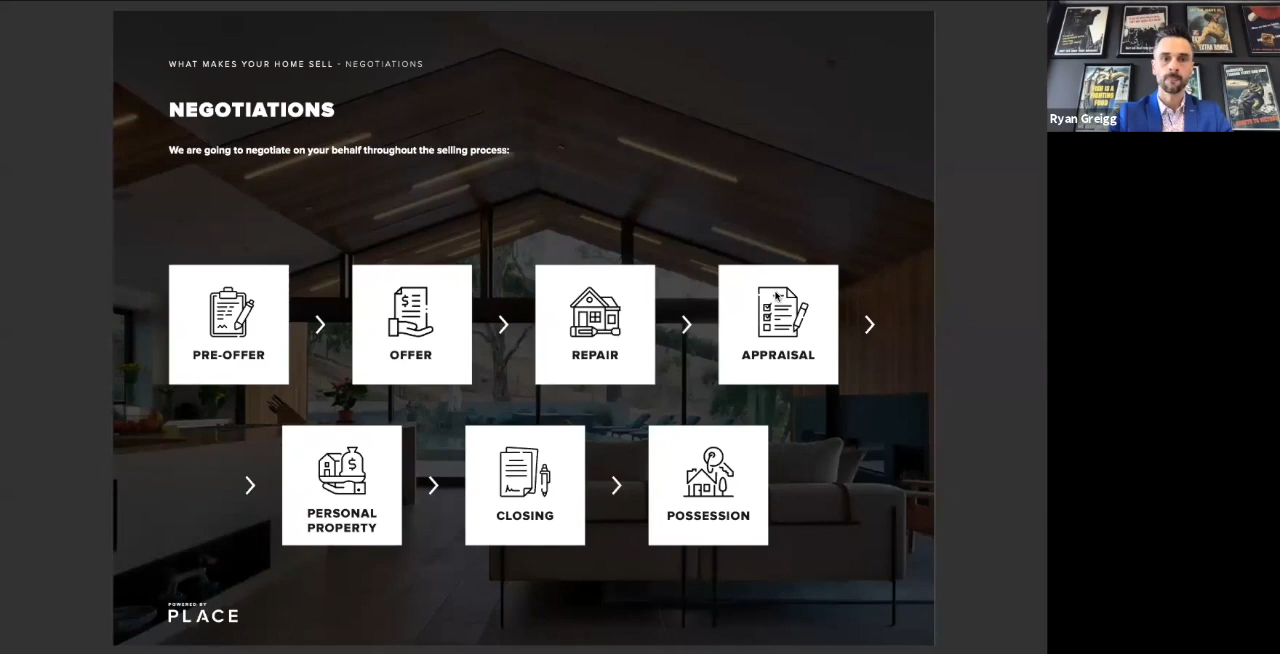 WHAT MAKES YOUR HOME SELL - NEGOTIATIONS
NEGOTIATIONS
We are going to negotiate on your behalf throughout the selling process:
PRE-OFFER
OFFER
REPAIR
APPRAISAL
PERSONAL
PROPERTY
CLOSING
POSSESSION
POWERED BY
PLACE
Ryan Greigg